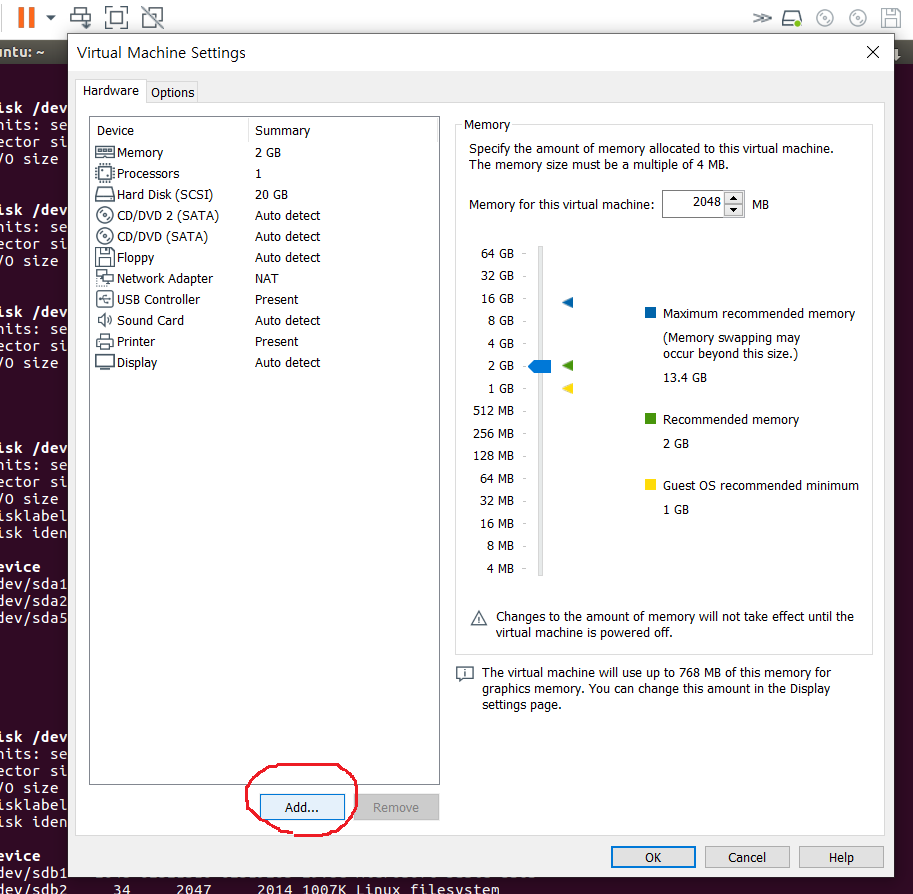 ntu: ~
Virtual Machine Settings
Hardware
Options
Device Summary
Memory 2 GB
Processors 1
Hard Disk (SCSI) 20 GB
CD/DVD 2 (SATA) Auto detect
CD/DVD (SATA) Auto detect
Floppy Auto detect
Network Adapter NAT
USB Controller Present
Sound Card Auto detect
Printer Present
Display Auto detect
Add...
Remove
Memory
Specify the amount of memory allocated to this virtual machine.
The memory size must be a multiple of 4 MB.
Memory for this virtual machine: 2048 MB
64 GB
32 GB
16 GB
8 GB
4 GB
2 GB
1 GB
512 MB
256 MB
128 MB
64 MB
32 MB
16 MB
8 MB
4 MB
Maximum recommended memory
(Memory swapping may
occur beyond this size.)
13.4 GB
Recommended memory
2 GB
Guest OS recommended minimum
1 GB
Changes to the amount of memory will not take effect until the
virtual machine is powered off.
The virtual machine will use up to 768 MB of this memory for
graphics memory. You can change this amount in the Display
settings page.
OK
Cancel
Help
isk /dev
nits: se
ector si
/O size
isk /dev
nits: se
ector si
/O size
isk /dev
nits: se
ector si
/O size
isk /dev
nits: se
ector si
/O size
isklabel
isk iden
evice
dev/sda1
dev/sda2
dev/sda5
isk /dev
nits: se
ector si
/O size
isklabel
isk iden
evice
dev/sdb1
dev/sdb2 34 2047 2014 1007K Linux filesystem